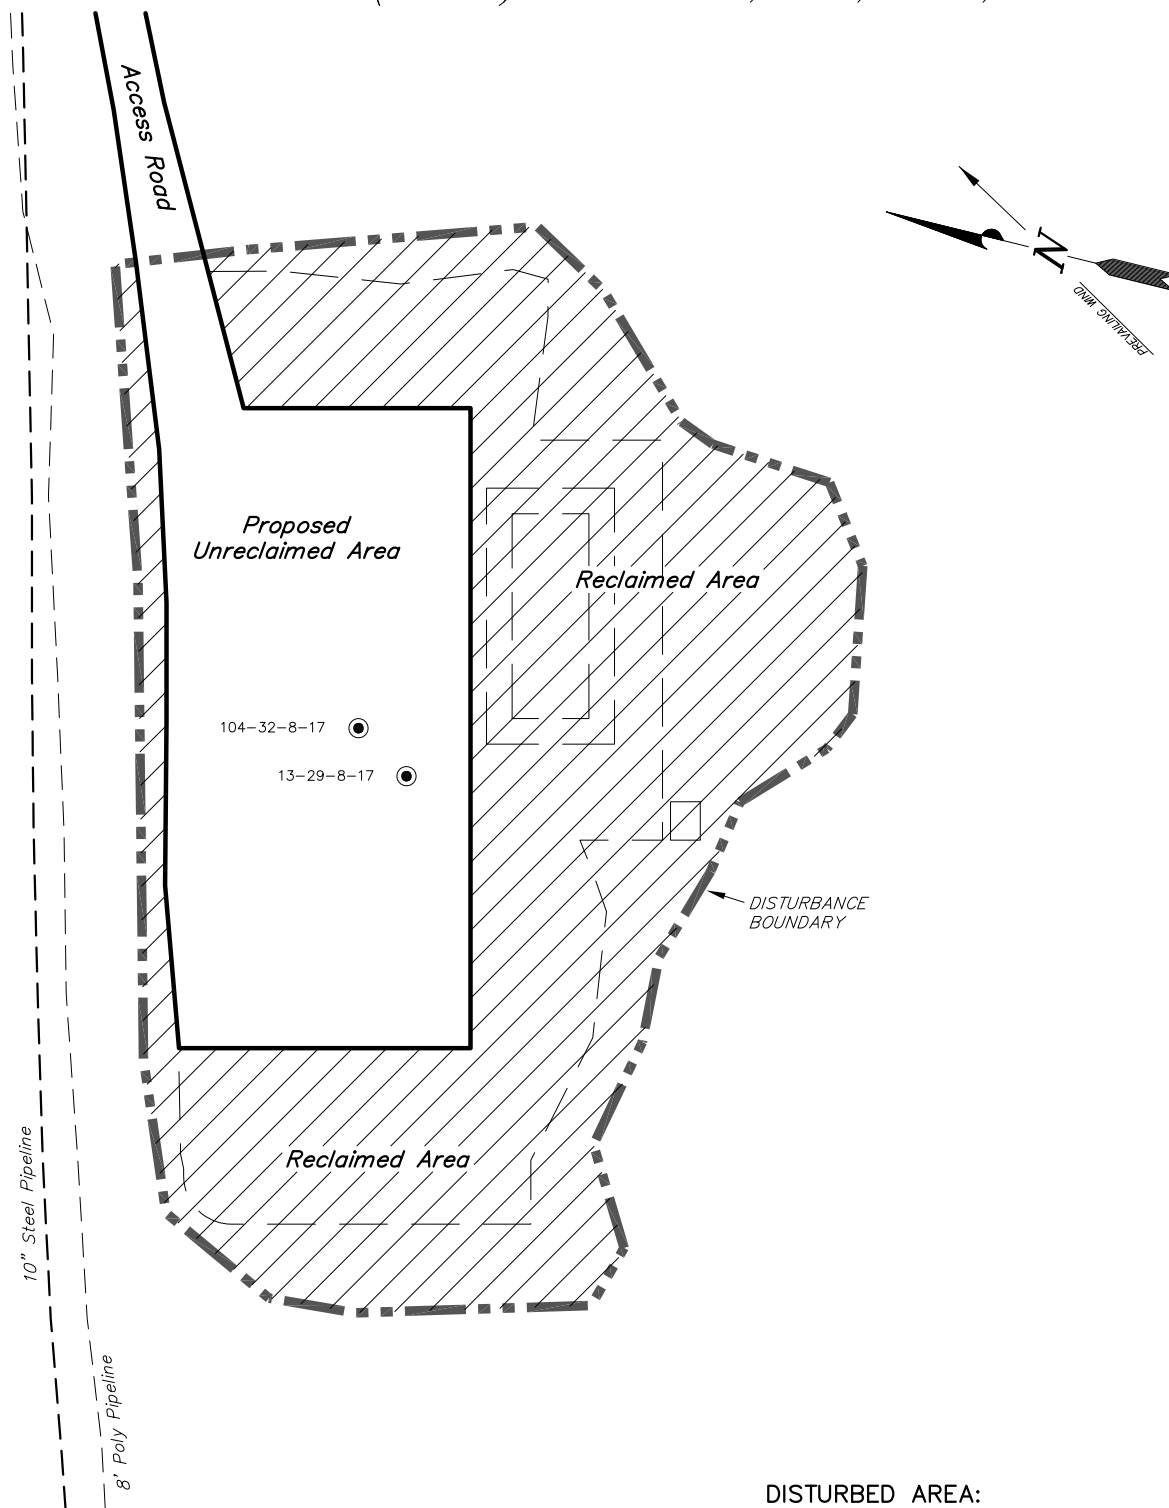 Access Road
N
PREVAILING WIND
Proposed
Unreclaimed Area
Reclaimed Area
104-32-8-17
13-29-8-17
DISTURBANCE
BOUNDARY
10" Steel Pipeline
Reclaimed Area
8' Poly Pipeline
DISTURBED AREA: